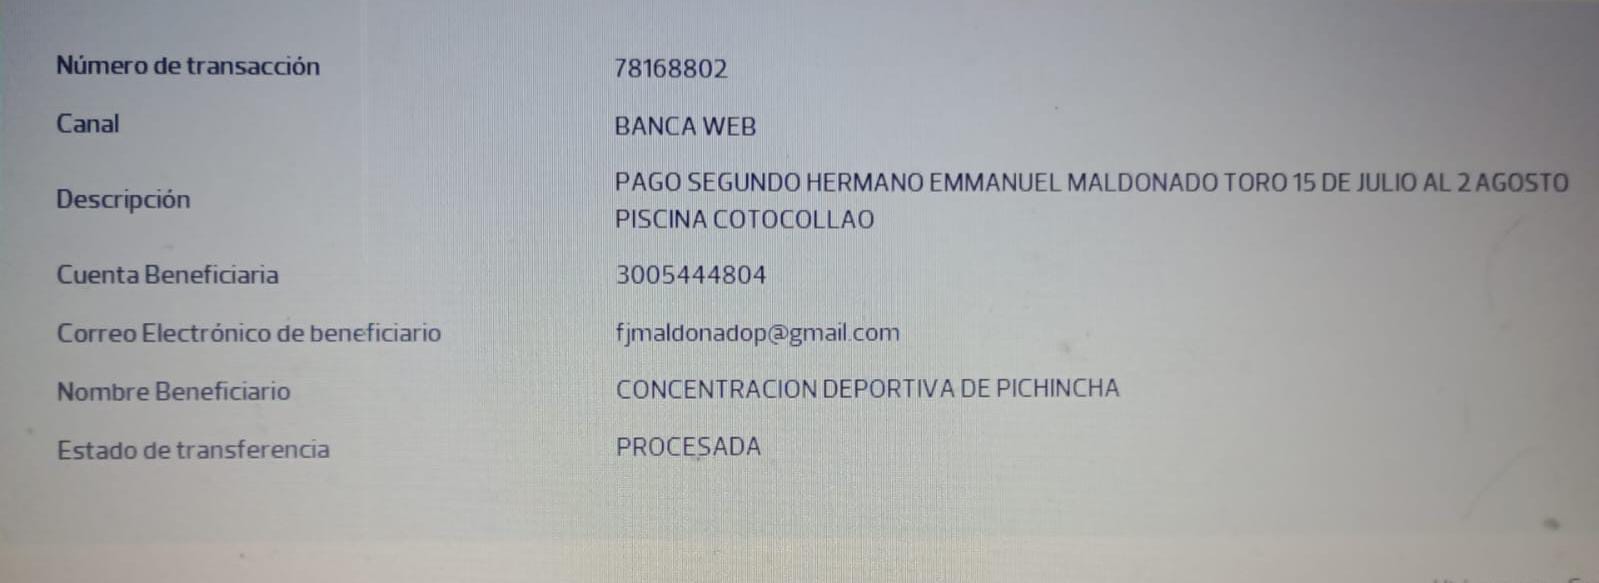 Número de transacción 78168802
Canal BANCA WEB
Descripción PAGO SEGUNDO HERMANO EMMANUEL MALDONADO TORO 15 DE JULIO AL 2 AGOSTO
PISCINA COTOCOLLAO
Cuenta Beneficiaria 3005444804
Correo Electrónico de beneficiario fjmaldonadop@gmail.com
Nombre Beneficiario CONCENTRACION DEPORTIVA DE PICHINCHA
Estado de transferencia PROCESADA